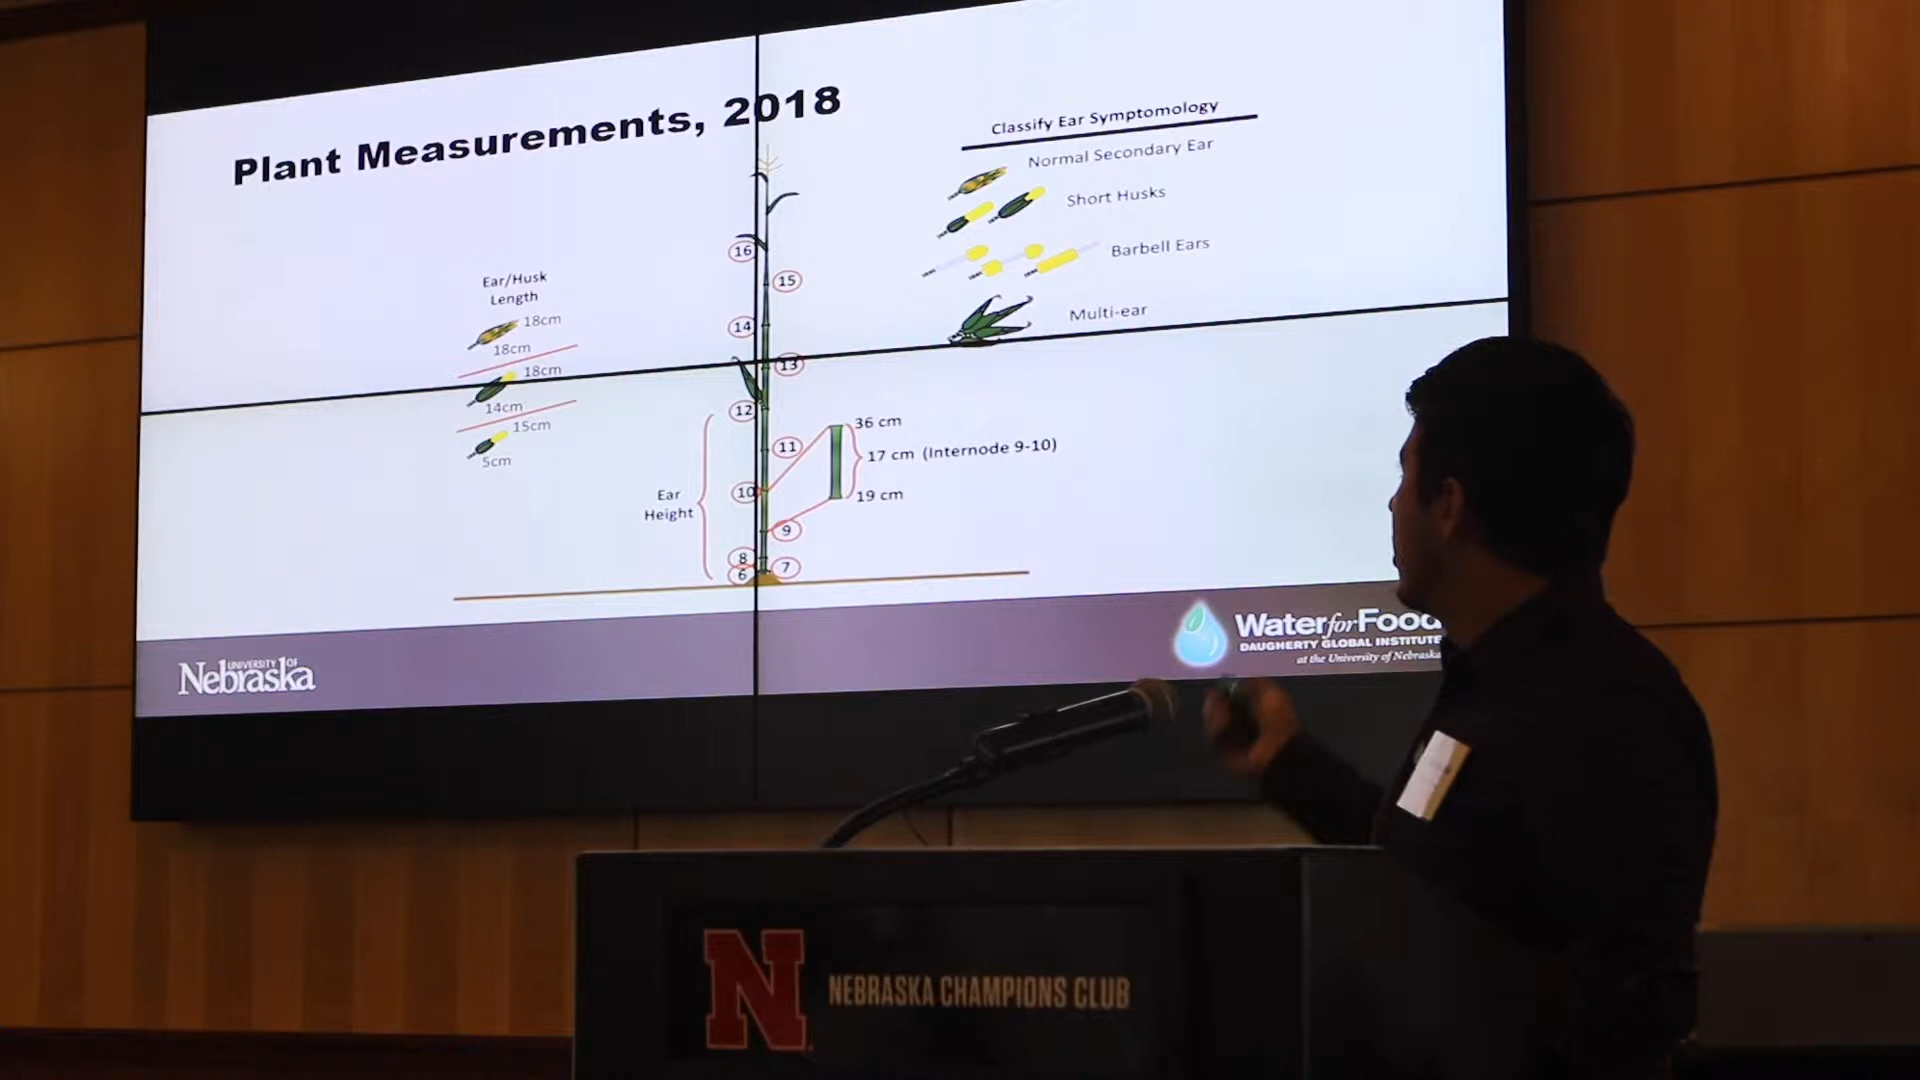 Plant Measurements, 2018
Classify Ear Symptomology
Normal Secondary Ear
Short Husks
Barbell Ears
Multi-ear
Ear/Husk
Length
18cm
18cm
18cm
14cm
15cm
5cm
16
15
14
13
12
11
10
9
8
7
6
Ear
Height
36 cm
17 cm (Internode 9-10)
19 cm
UNIVERSITY OF
Nebraska
Water for Food
DAUGHERTY GLOBAL INSTITUTE
at the University of Nebraska
N
NEBRASKA CHAMPIONS CLUB